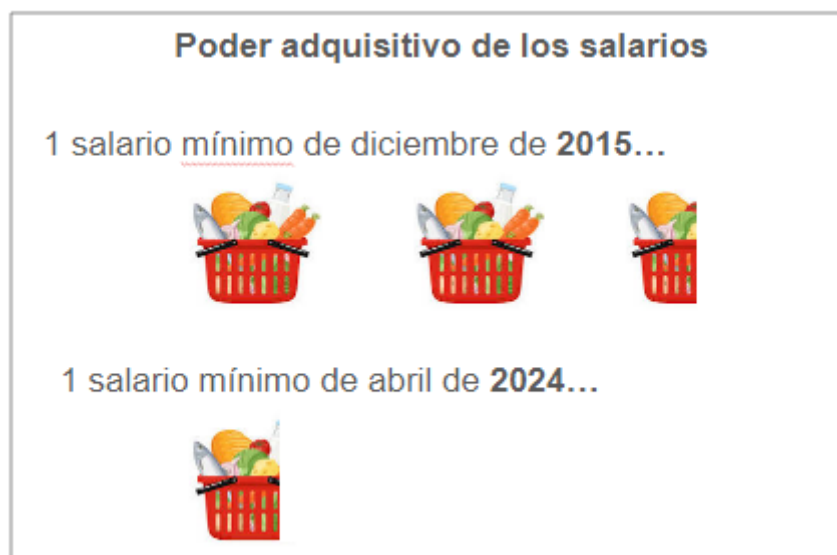 Poder adquisitivo de los salarios
1 salario mínimo de diciembre de 2015...
1 salario mínimo de abril de 2024...